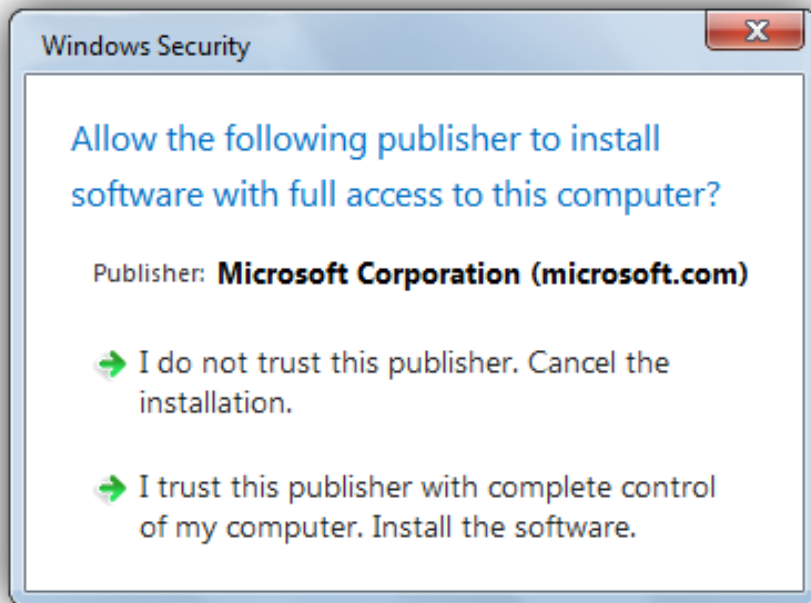 Windows Security
Allow the following publisher to install
software with full access to this computer?
Publisher: Microsoft Corporation (microsoft.com)
I do not trust this publisher. Cancel the
installation.
I trust this publisher with complete control
of my computer. Install the software.